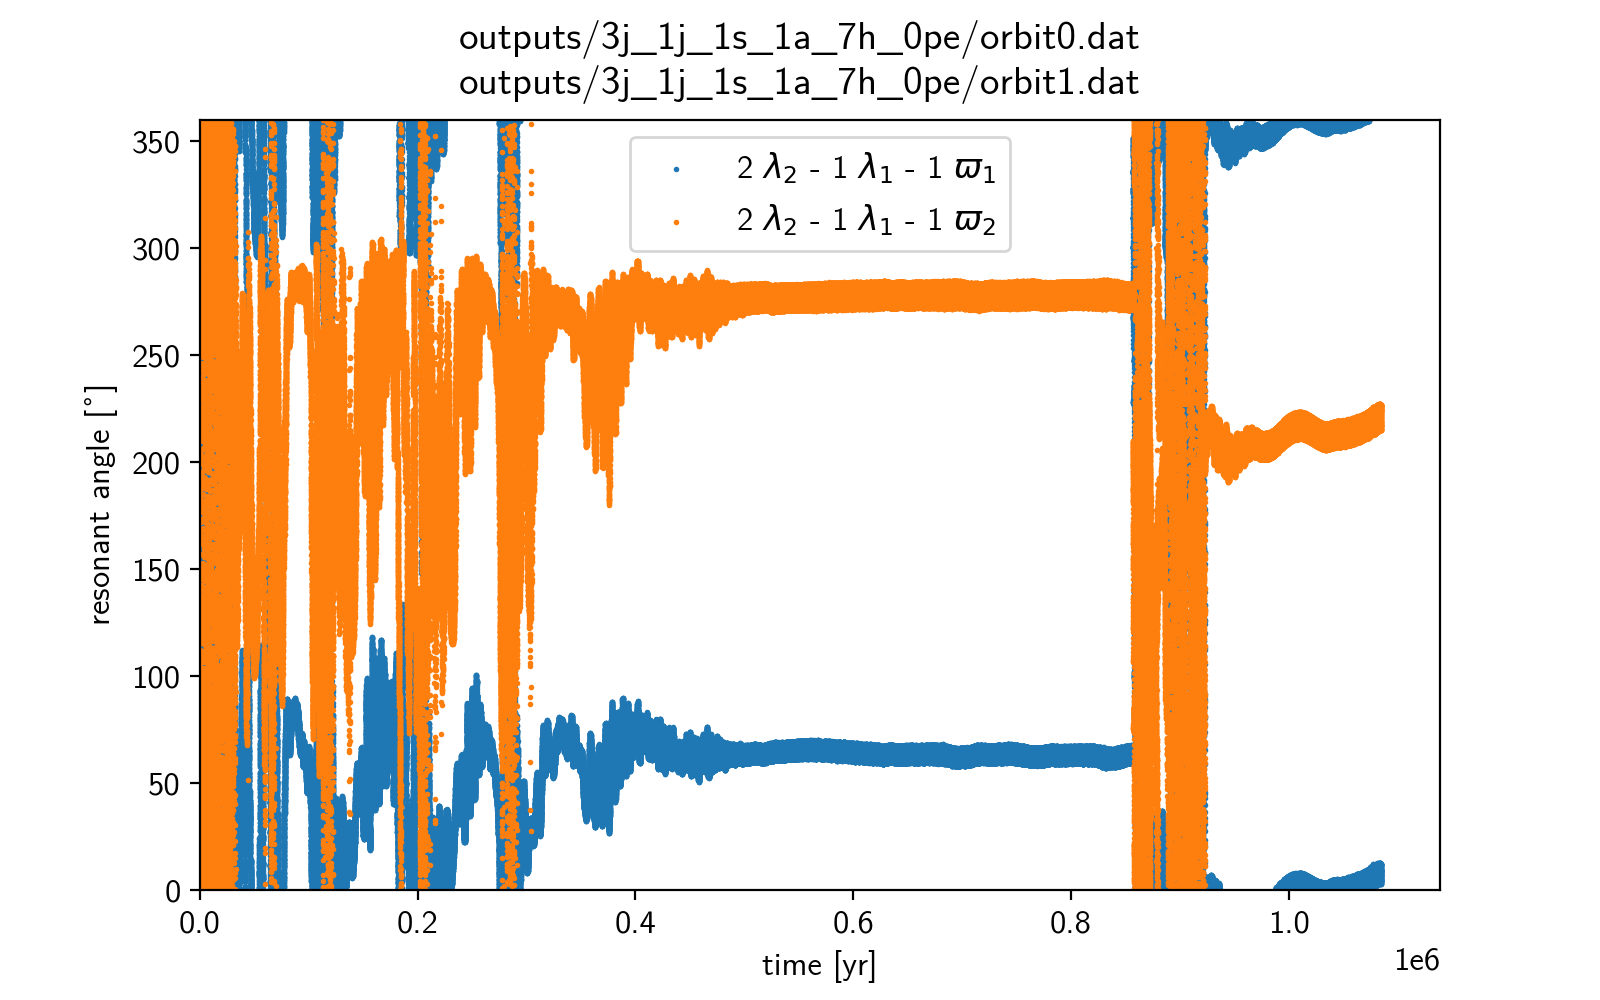 outputs/3j_1j_1s_1a_7h_0pe/orbit0.dat
outputs/3j_1j_1s_1a_7h_0pe/orbit1.dat
350
300
250
200
150
100
50
0
resonant angle [°]
2 λ₂ - 1 λ₁ - 1 ϖ₁
2 λ₂ - 1 λ₁ - 1 ϖ₂
0.0 0.2 0.4 0.6 0.8 1.0
time [yr]
1e6